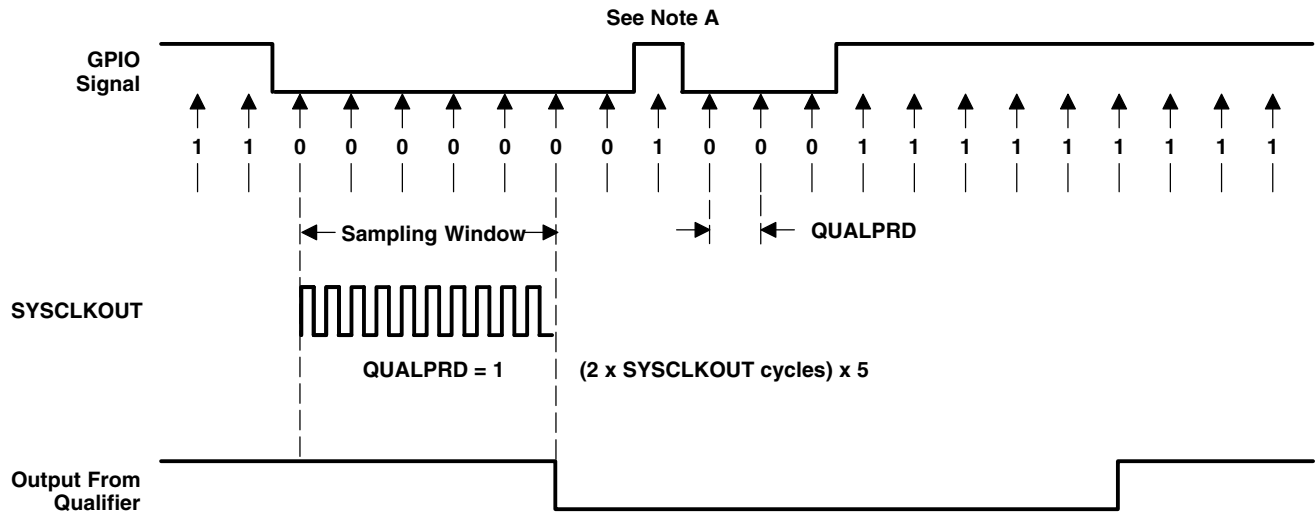 See Note A
GPIO
Signal
1 1 0 0 0 0 0 0 0 1 0 0 0 1 1 1 1 1 1 1 1 1
Sampling Window
QUALPRD
SYSCLKOUT
QUALPRD = 1
(2 x SYSCLKOUT cycles) x 5
Output From
Qualifier